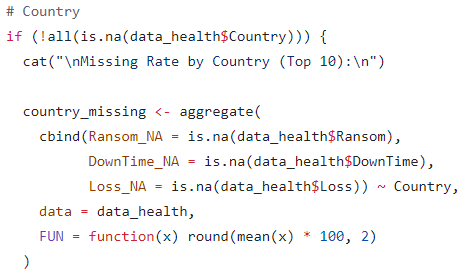 # Country
if (!all(is.na(data_health$Country))) {
  cat("\nMissing Rate by Country (Top 10):\n")

  country_missing <- aggregate(
    cbind(Ransom_NA = is.na(data_health$Ransom),
          DownTime_NA = is.na(data_health$DownTime),
          Loss_NA = is.na(data_health$Loss)) ~ Country,
    data = data_health,
    FUN = function(x) round(mean(x) * 100, 2)
  )